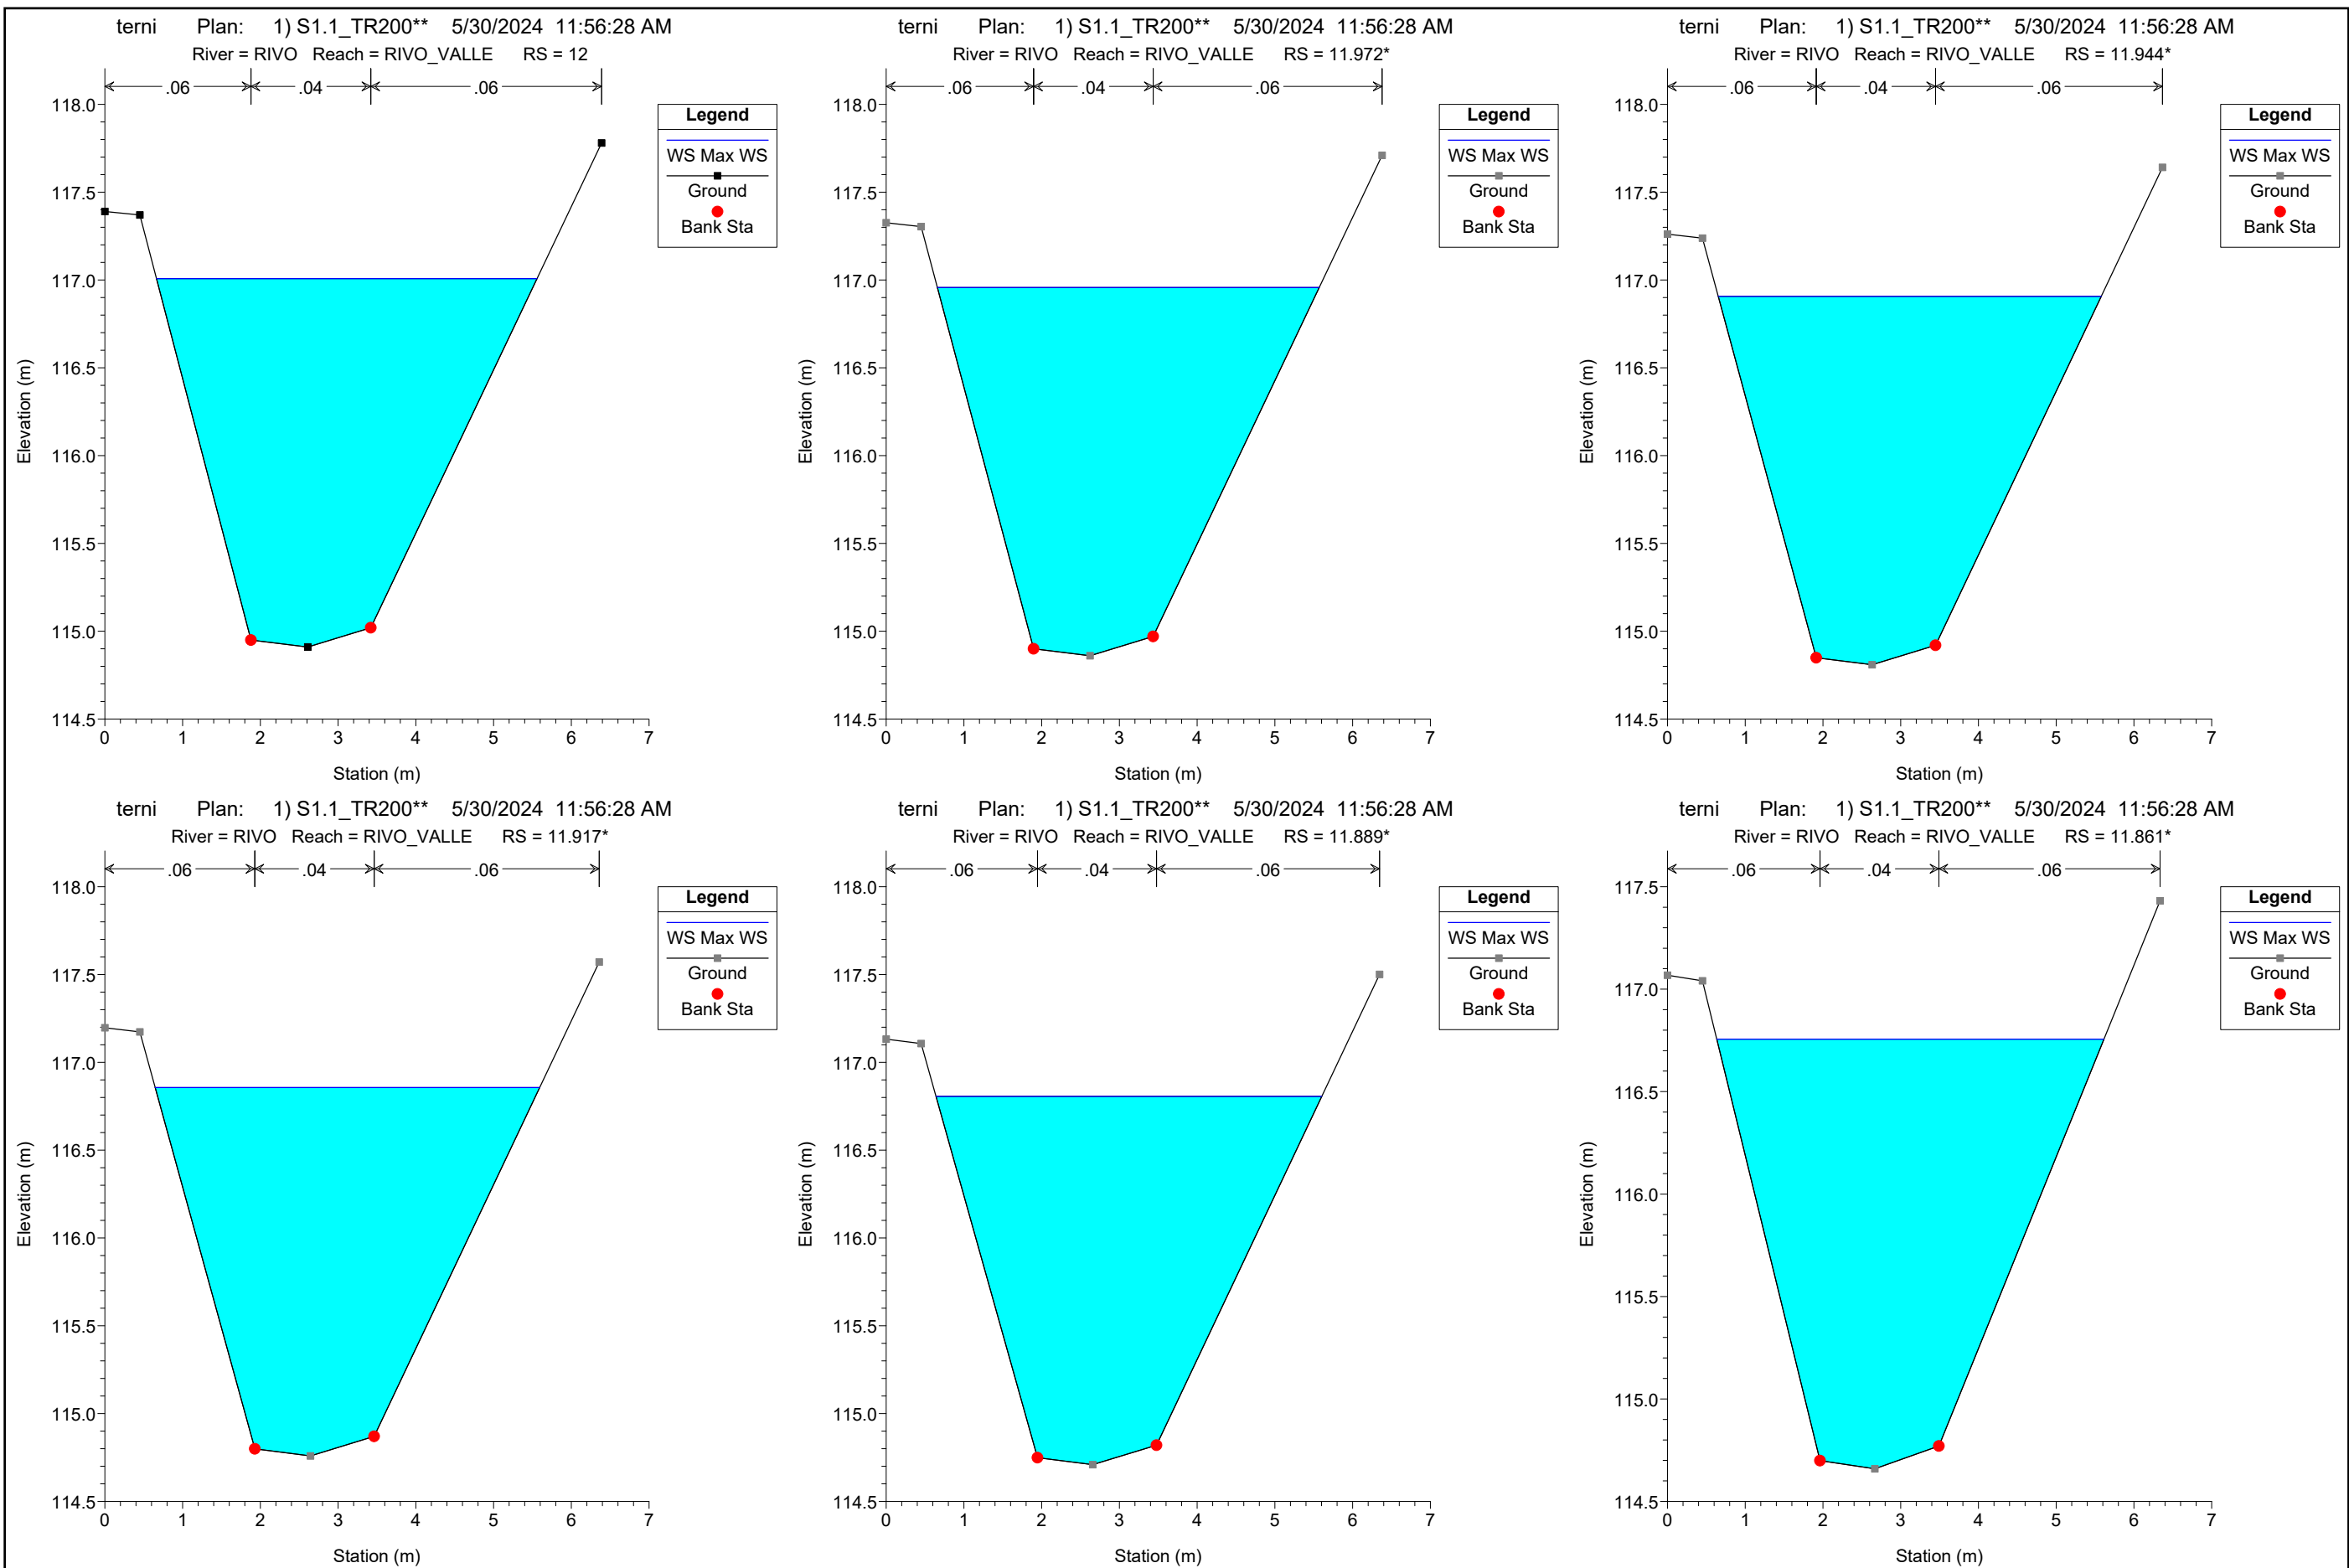 terni Plan: 1) S1.1_TR200** 5/30/2024 11:56:28 AM
River = RIVO Reach = RIVO_VALLE RS = 12
.06 .04 .06
118.0
117.5
117.0
116.5
116.0
115.5
115.0
114.5
0 1 2 3 4 5 6 7
Station (m)
Elevation (m)
Legend
WS Max WS
Ground
Bank Sta
terni Plan: 1) S1.1_TR200** 5/30/2024 11:56:28 AM
River = RIVO Reach = RIVO_VALLE RS = 11.972*
.06 .04 .06
118.0
117.5
117.0
116.5
116.0
115.5
115.0
114.5
0 1 2 3 4 5 6 7
Station (m)
Elevation (m)
Legend
WS Max WS
Ground
Bank Sta
terni Plan: 1) S1.1_TR200** 5/30/2024 11:56:28 AM
River = RIVO Reach = RIVO_VALLE RS = 11.944*
.06 .04 .06
118.0
117.5
117.0
116.5
116.0
115.5
115.0
114.5
0 1 2 3 4 5 6 7
Station (m)
Elevation (m)
Legend
WS Max WS
Ground
Bank Sta
terni Plan: 1) S1.1_TR200** 5/30/2024 11:56:28 AM
River = RIVO Reach = RIVO_VALLE RS = 11.917*
.06 .04 .06
118.0
117.5
117.0
116.5
116.0
115.5
115.0
114.5
0 1 2 3 4 5 6 7
Station (m)
Elevation (m)
Legend
WS Max WS
Ground
Bank Sta
terni Plan: 1) S1.1_TR200** 5/30/2024 11:56:28 AM
River = RIVO Reach = RIVO_VALLE RS = 11.889*
.06 .04 .06
118.0
117.5
117.0
116.5
116.0
115.5
115.0
114.5
0 1 2 3 4 5 6 7
Station (m)
Elevation (m)
Legend
WS Max WS
Ground
Bank Sta
terni Plan: 1) S1.1_TR200** 5/30/2024 11:56:28 AM
River = RIVO Reach = RIVO_VALLE RS = 11.861*
.06 .04 .06
117.5
117.0
116.5
116.0
115.5
115.0
114.5
0 1 2 3 4 5 6 7
Station (m)
Elevation (m)
Legend
WS Max WS
Ground
Bank Sta